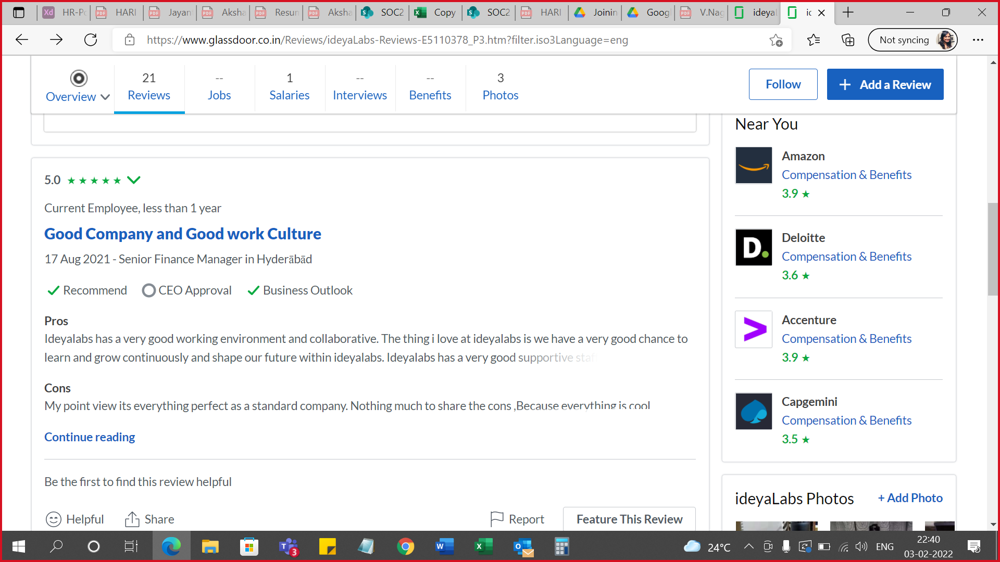 HR-Po
HARI
Jayan
Aksha
Resun
Aksha
SOC2
Copy
SOC2
HARI
Joinin
Goog
V.Nag
ideyal
ic
https://www.glassdoor.co.in/Reviews/ideyaLabs-Reviews-E5110378_P3.htm?filter.iso3Language=eng
Not syncing
Overview
21
Reviews
--
Jobs
1
Salaries
--
Interviews
--
Benefits
3
Photos
Follow
+ Add a Review
5.0
Current Employee, less than 1 year
Good Company and Good work Culture
17 Aug 2021 - Senior Finance Manager in Hyderābād
Recommend CEO Approval Business Outlook
Pros
Ideyalabs has a very good working environment and collaborative. The thing i love at ideyalabs is we have a very good chance to
learn and grow continuously and shape our future within ideyalabs. Ideyalabs has a very good supportive staf
Cons
My point view its everything perfect as a standard company. Nothing much to share the cons ,Because everything is cool
Continue reading
Be the first to find this review helpful
Helpful Share Report Feature This Review
Near You
Amazon
Compensation & Benefits
3.9 ★
D.
Deloitte
Compensation & Benefits
3.6 ★
Accenture
Compensation & Benefits
3.9 ★
Capgemini
Compensation & Benefits
3.5 ★
ideyaLabs Photos + Add Photo
3
24°C
ENG
22:40
03-02-2022